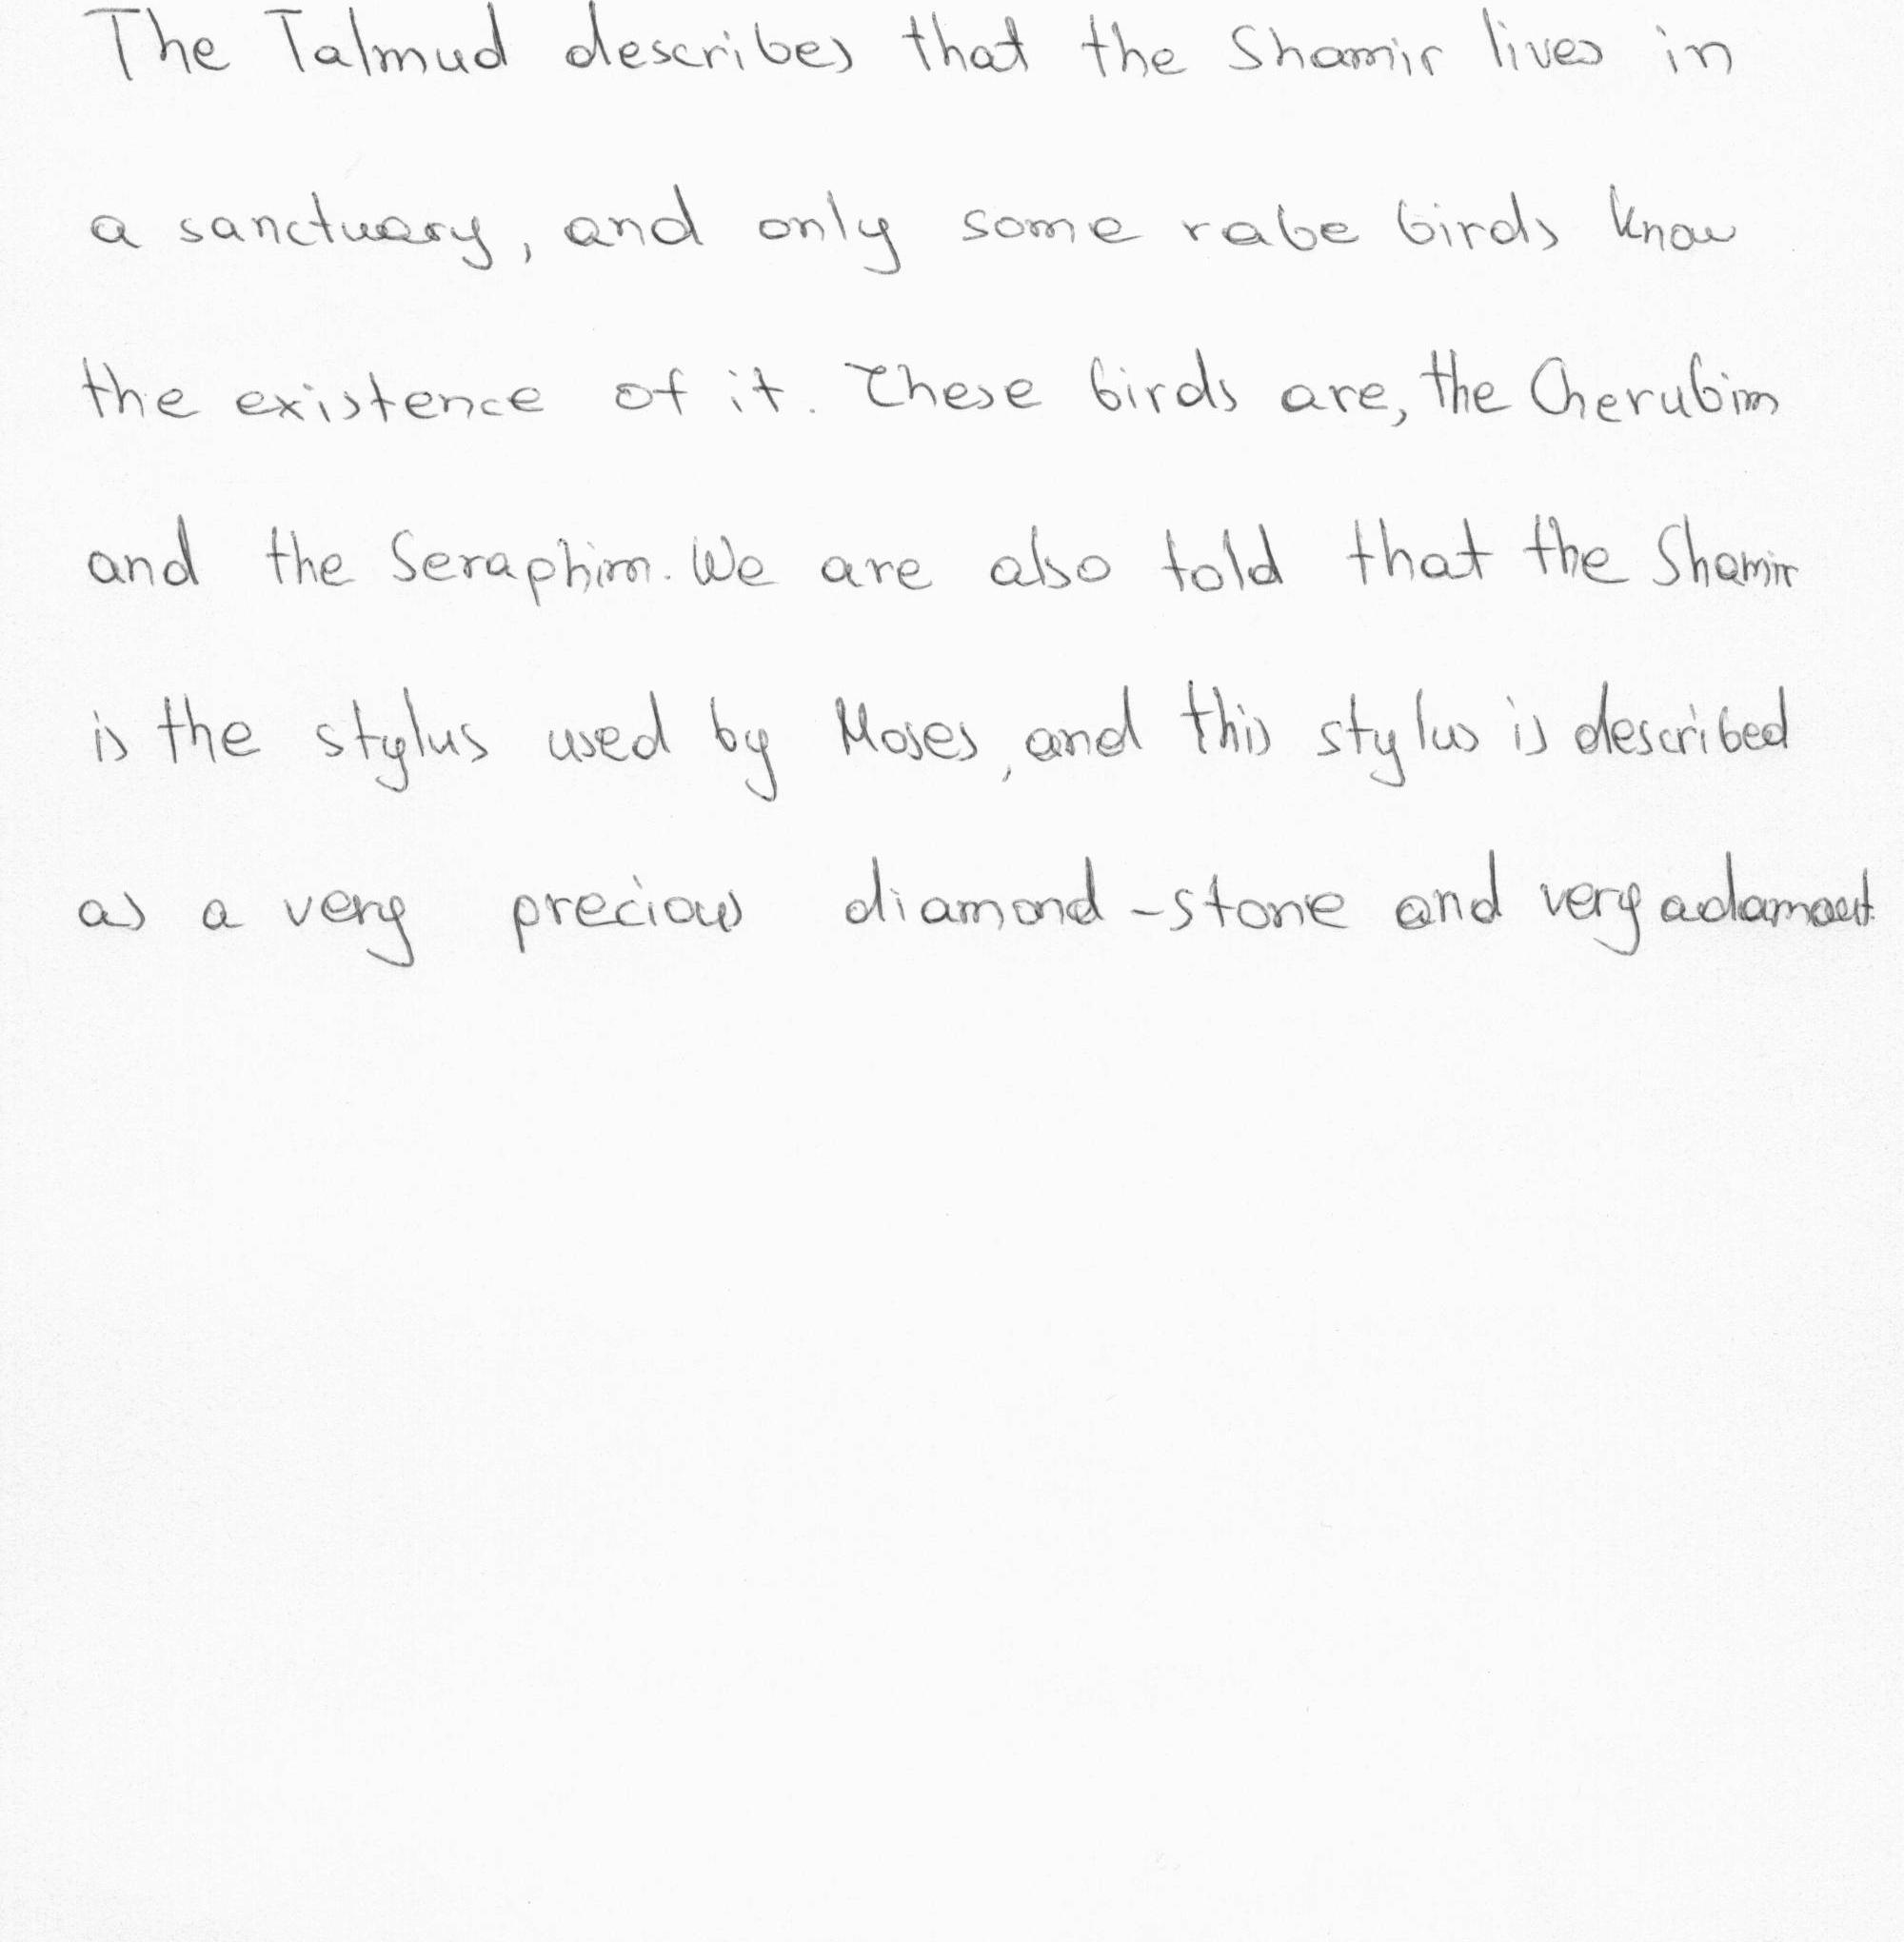 The Talmud describes that the Shamir lives in
a sanctuary, and only some rabe birds know
the existence of it. These birds are, the Cherubim
and the Seraphim. We are also told that the Shamir
is the stylus used by Moses, and this stylus is described
as a very precious diamond-stone and very adamant.